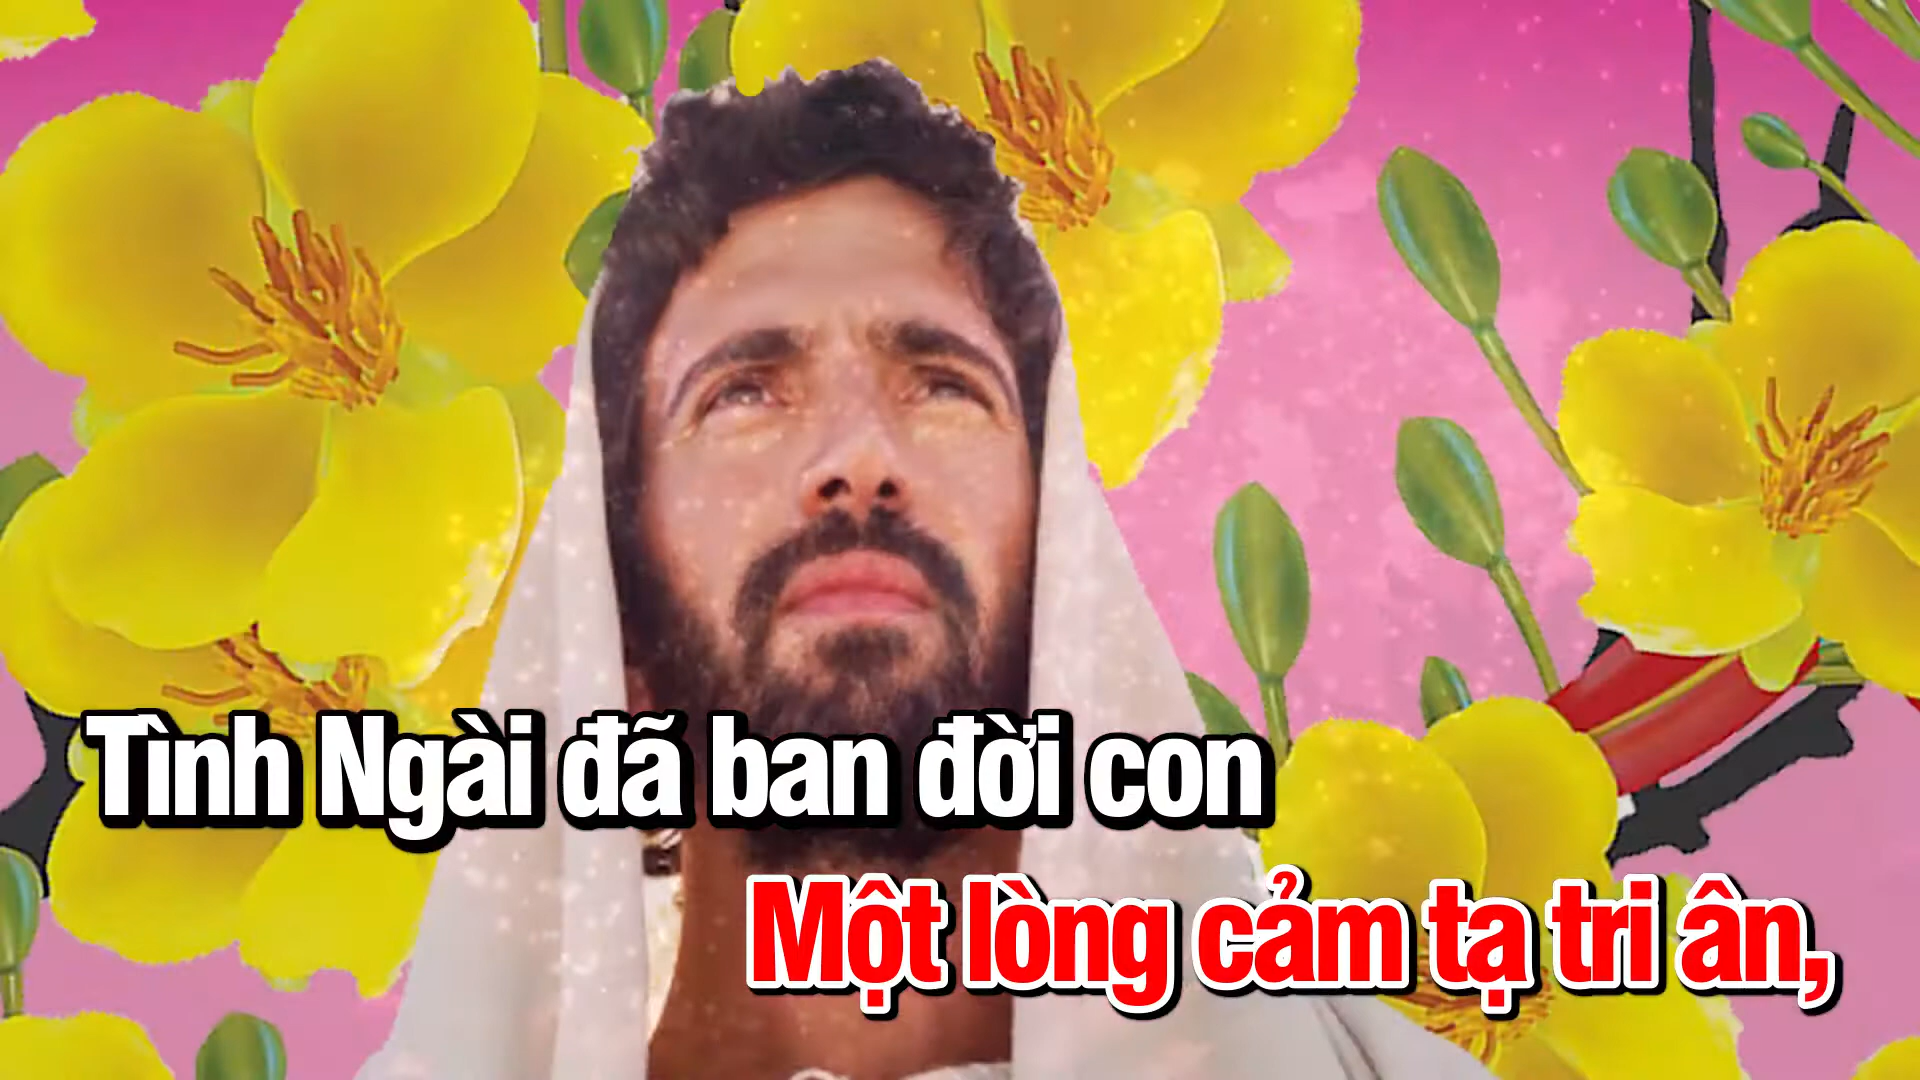 Tình Ngài đã ban đời con
Một lòng cảm tạ tri ân,